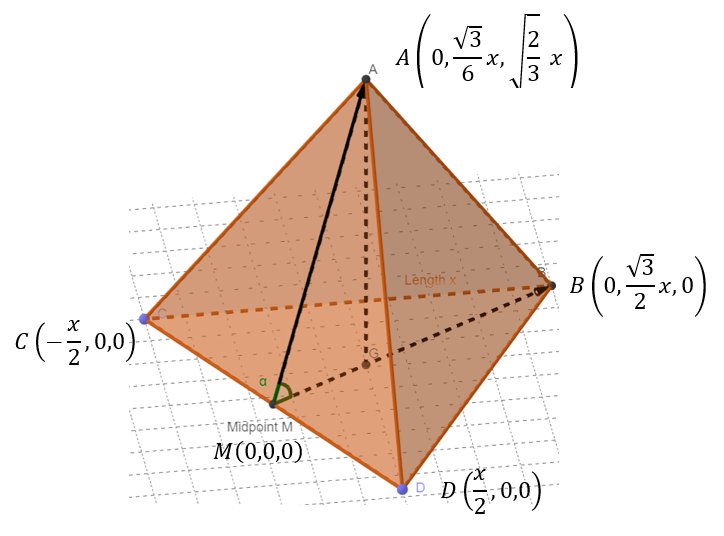 A (0, √3/6 x, √(2/3) x)
A
Length x
B
B (0, √3/2 x, 0)
C
C (−x/2, 0,0)
G
α
Midpoint M
M(0,0,0)
D
D (x/2, 0,0)